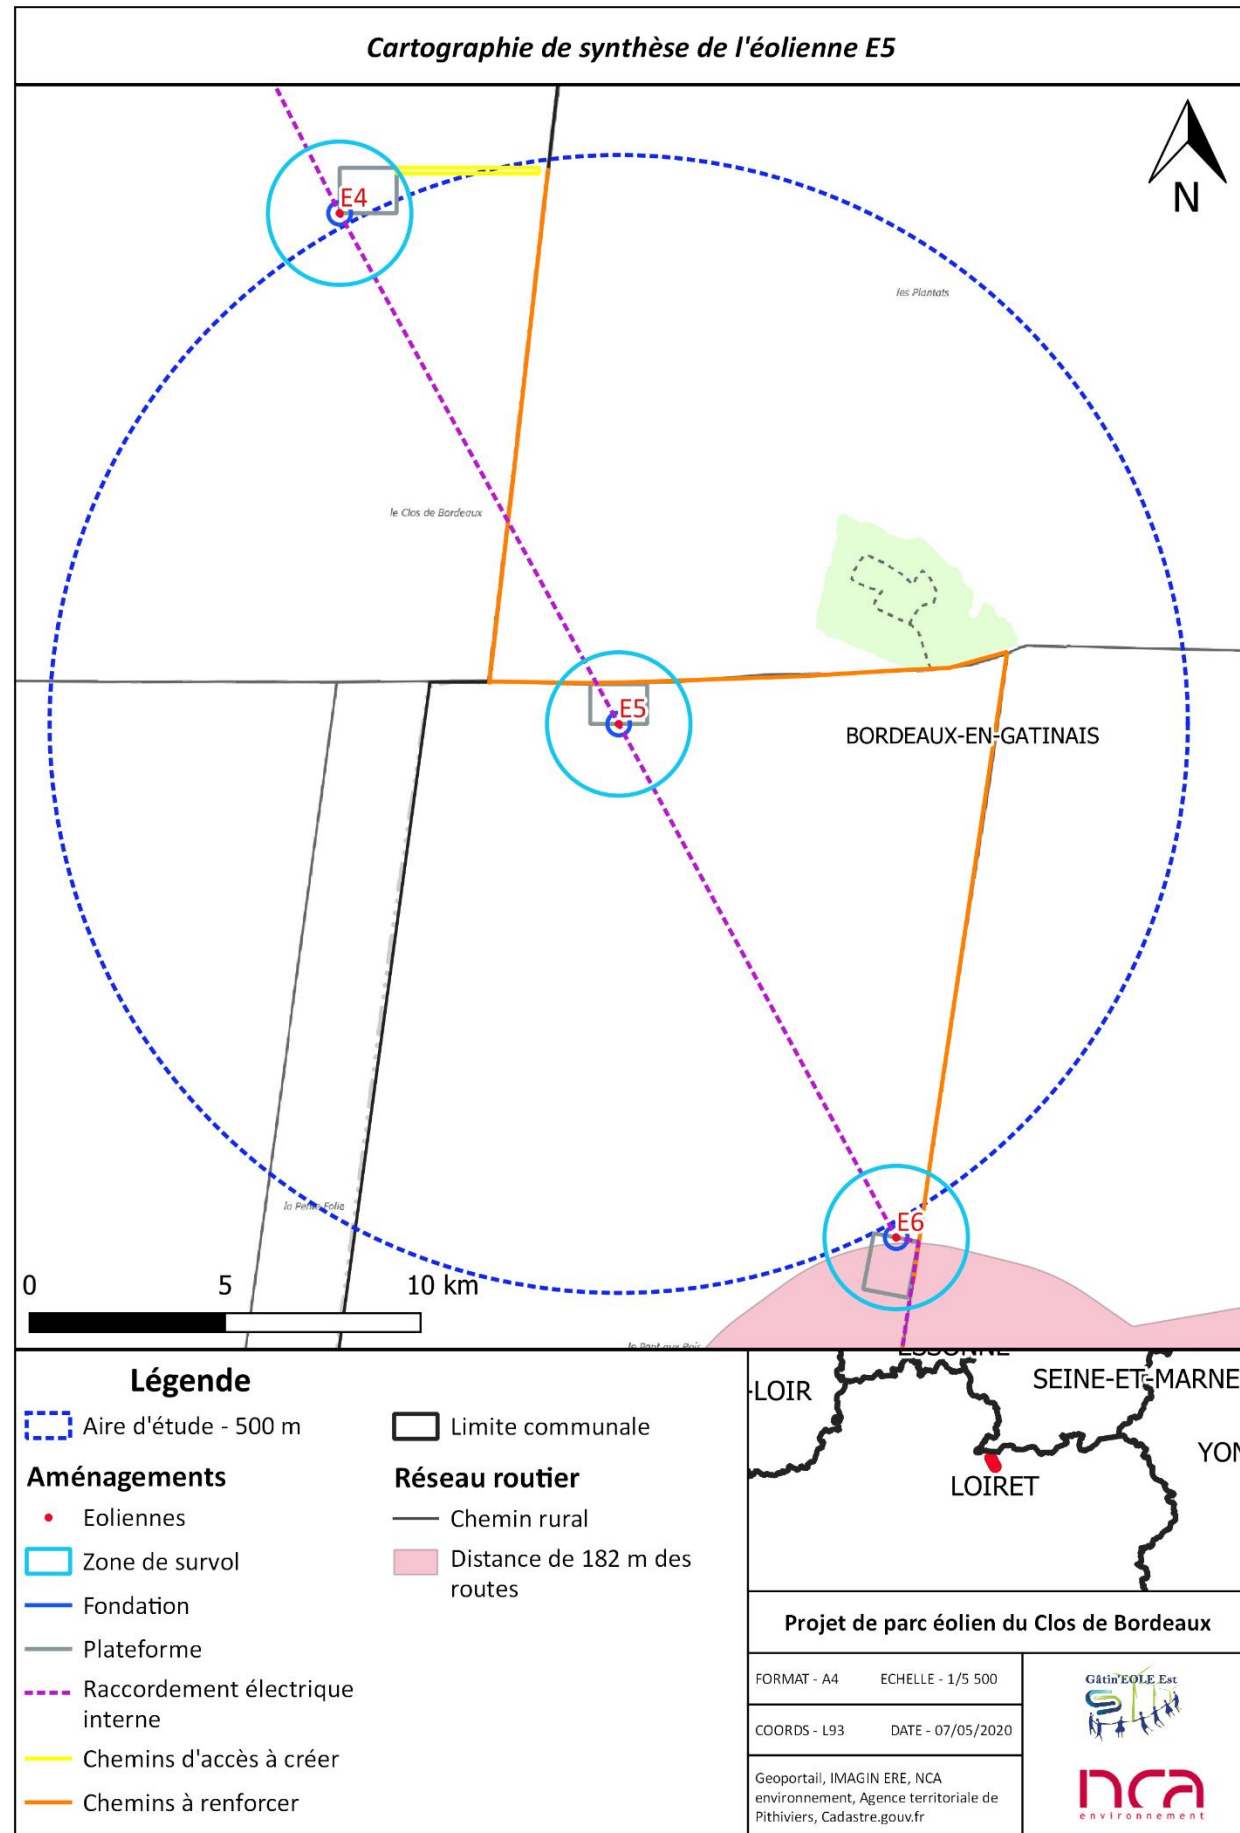 Cartographie de synthèse de l'éolienne E5
N
E4
les Plantats
le Clos de Bordeaux
E5
BORDEAUX-EN-GATINAIS
la Petite Folie
E6
0 5 10 km
Légende
Aire d'étude - 500 m
Aménagements
Eoliennes
Zone de survol
Fondation
Plateforme
Raccordement électrique
interne
Chemins d'accès à créer
Chemins à renforcer
Limite communale
Réseau routier
Chemin rural
Distance de 182 m des
routes
ESSONNE
-LOIR
SEINE-ET-MARNE
YON
LOIRET
Projet de parc éolien du Clos de Bordeaux
FORMAT - A4 ECHELLE - 1/5 500
COORDS - L93 DATE - 07/05/2020
Geoportail, IMAGIN ERE, NCA
environnement, Agence territoriale de
Pithiviers, Cadastre.gouv.fr
Gâtin'EOLE Est
nca
environnement